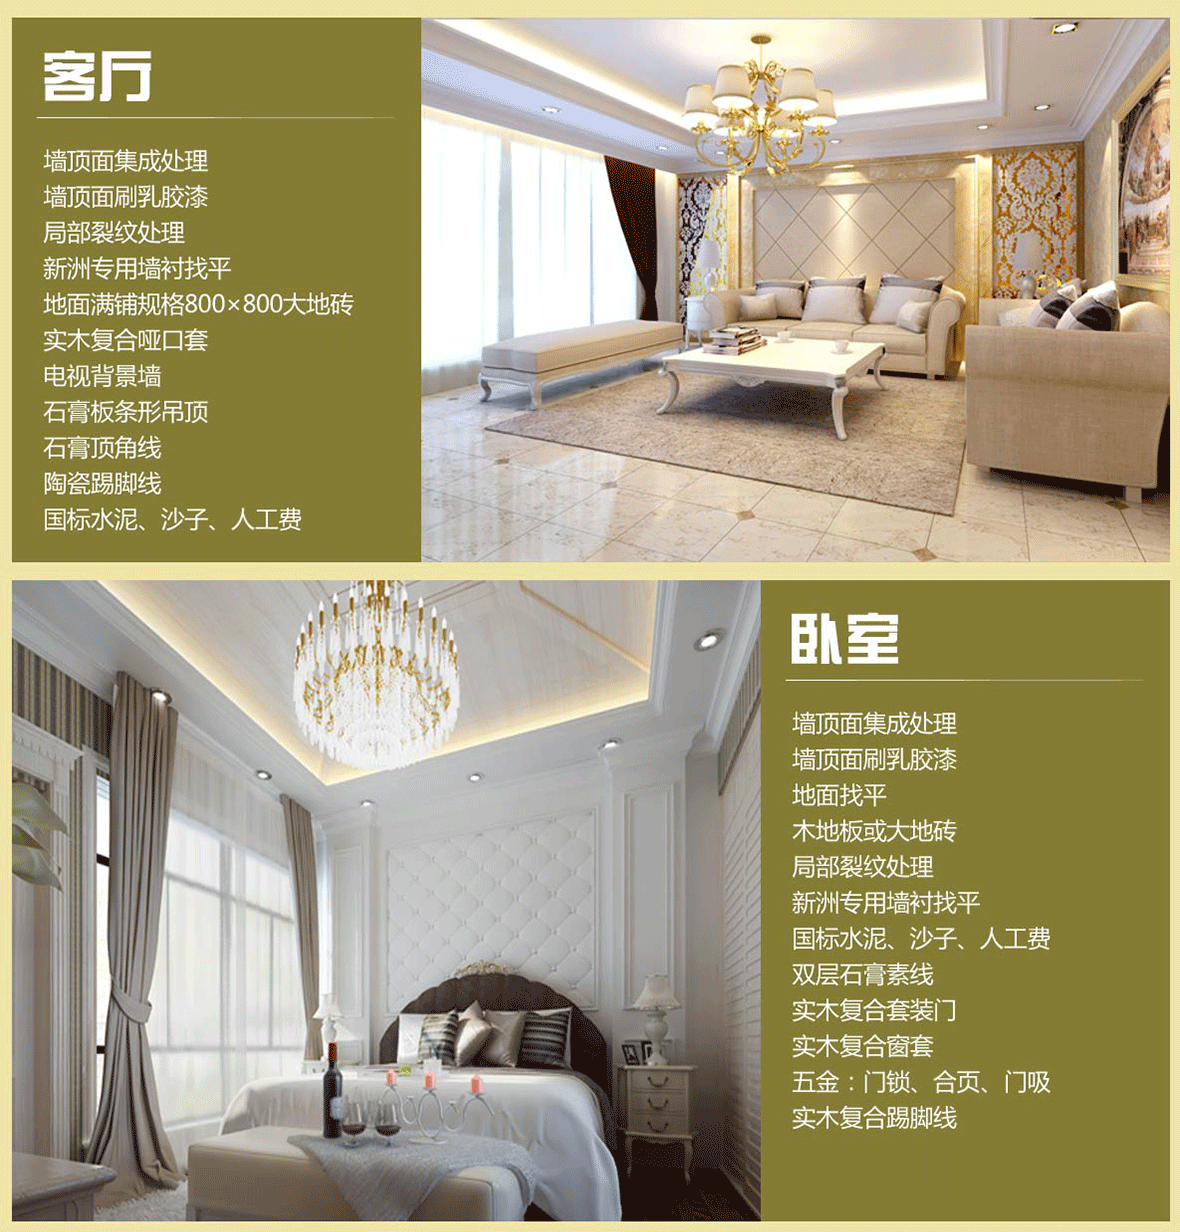 客厅
墙顶面集成处理
墙顶面刷乳胶漆
局部裂纹处理
新洲专用墙衬找平
地面满铺规格800×800大地砖
实木复合哑口套
电视背景墙
石膏板条形吊顶
石膏顶角线
陶瓷踢脚线
国标水泥、沙子、人工费
卧室
墙顶面集成处理
墙顶面刷乳胶漆
地面找平
木地板或大地砖
局部裂纹处理
新洲专用墙衬找平
国标水泥、沙子、人工费
双层石膏素线
实木复合套装门
实木复合窗套
五金：门锁、合页、门吸
实木复合踢脚线